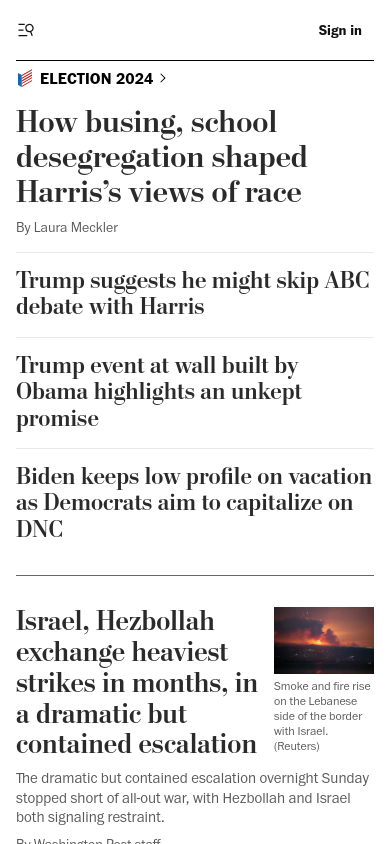 Sign in
ELECTION 2024
How busing, school
desegregation shaped
Harris’s views of race
By Laura Meckler
Trump suggests he might skip ABC
debate with Harris
Trump event at wall built by
Obama highlights an unkept
promise
Biden keeps low profile on vacation
as Democrats aim to capitalize on
DNC
Israel, Hezbollah
exchange heaviest
strikes in months, in
a dramatic but
contained escalation
Smoke and fire rise
on the Lebanese
side of the border
with Israel.
(Reuters)
The dramatic but contained escalation overnight Sunday
stopped short of all-out war, with Hezbollah and Israel
both signaling restraint.
By Washington Post staff